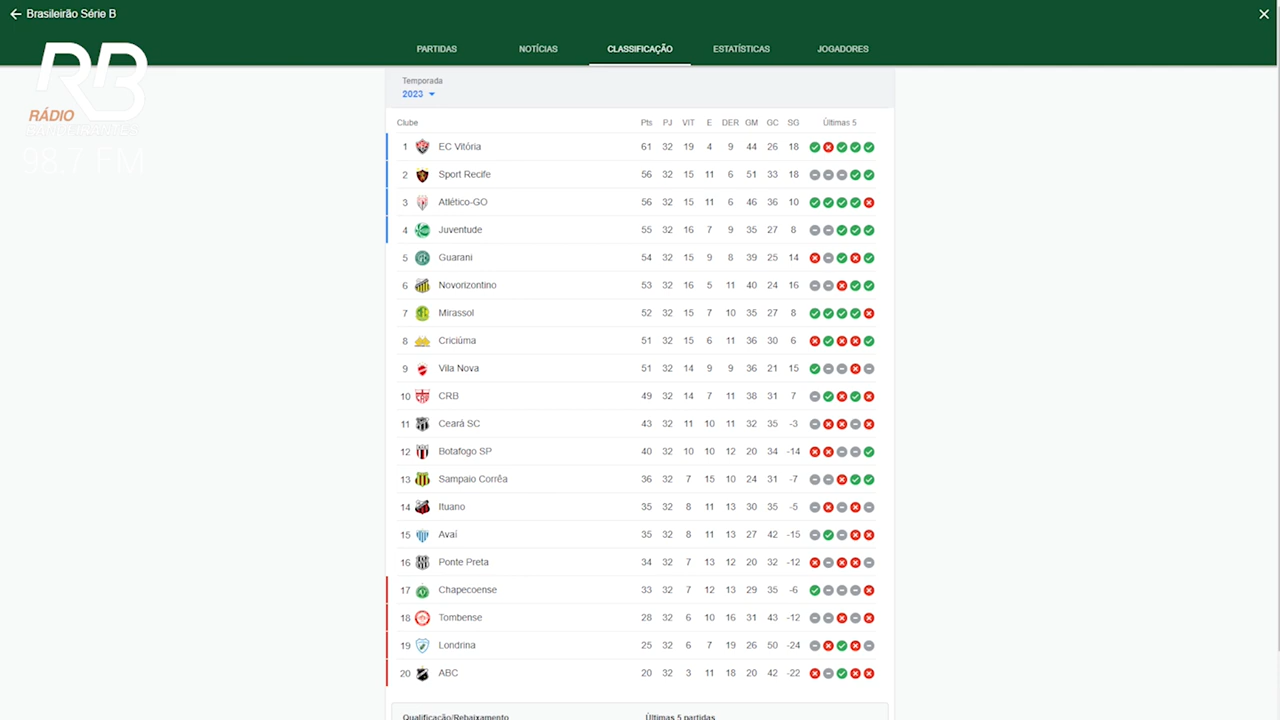 Brasileirão Série B
PARTIDAS NOTÍCIAS CLASSIFICAÇÃO ESTATÍSTICAS JOGADORES
RB
RÁDIO
BANDEIRANTES
98.7 FM
Temporada
2023
Clube Pts PJ VIT E DER GM GC SG Últimas 5
1 EC Vitória 61 32 19 4 9 44 26 18
2 Sport Recife 56 32 15 11 6 51 33 18
3 Atlético-GO 56 32 15 11 6 46 36 10
4 Juventude 55 32 16 7 9 35 27 8
5 Guarani 54 32 15 9 8 39 25 14
6 Novorizontino 53 32 16 5 11 40 24 16
7 Mirassol 52 32 15 7 10 35 27 8
8 Criciúma 51 32 15 6 11 36 30 6
9 Vila Nova 51 32 14 9 9 36 21 15
10 CRB 49 32 14 7 11 38 31 7
11 Ceará SC 43 32 11 10 11 32 35 -3
12 Botafogo SP 40 32 10 10 12 20 34 -14
13 Sampaio Corrêa 36 32 7 15 10 24 31 -7
14 Ituano 35 32 8 11 13 30 35 -5
15 Avaí 35 32 8 11 13 27 42 -15
16 Ponte Preta 34 32 7 13 12 20 32 -12
17 Chapecoense 33 32 7 12 13 29 35 -6
18 Tombense 28 32 6 10 16 31 43 -12
19 Londrina 25 32 6 7 19 26 50 -24
20 ABC 20 32 3 11 18 20 42 -22
Qualificação/Rebaixamento Últimas 5 partidas